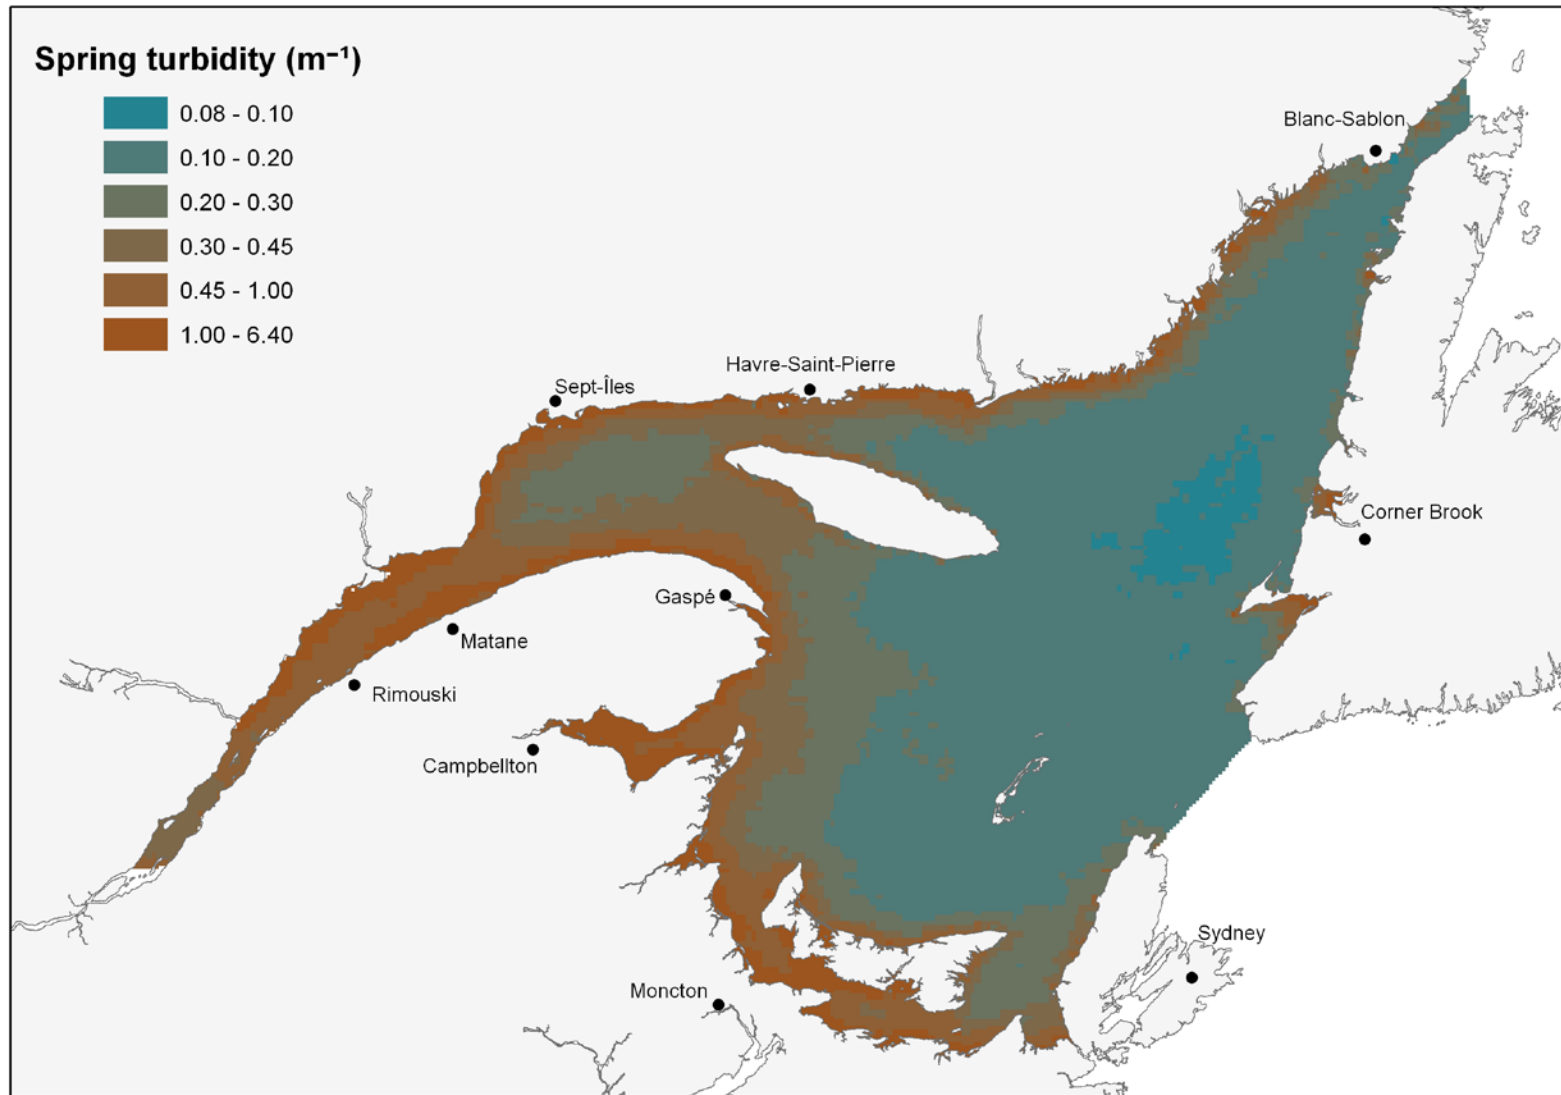 Spring turbidity (m⁻¹)
0.08 - 0.10
0.10 - 0.20
0.20 - 0.30
0.30 - 0.45
0.45 - 1.00
1.00 - 6.40
Blanc-Sablon
Havre-Saint-Pierre
Sept-Îles
Corner Brook
Gaspé
Matane
Rimouski
Campbellton
Sydney
Moncton